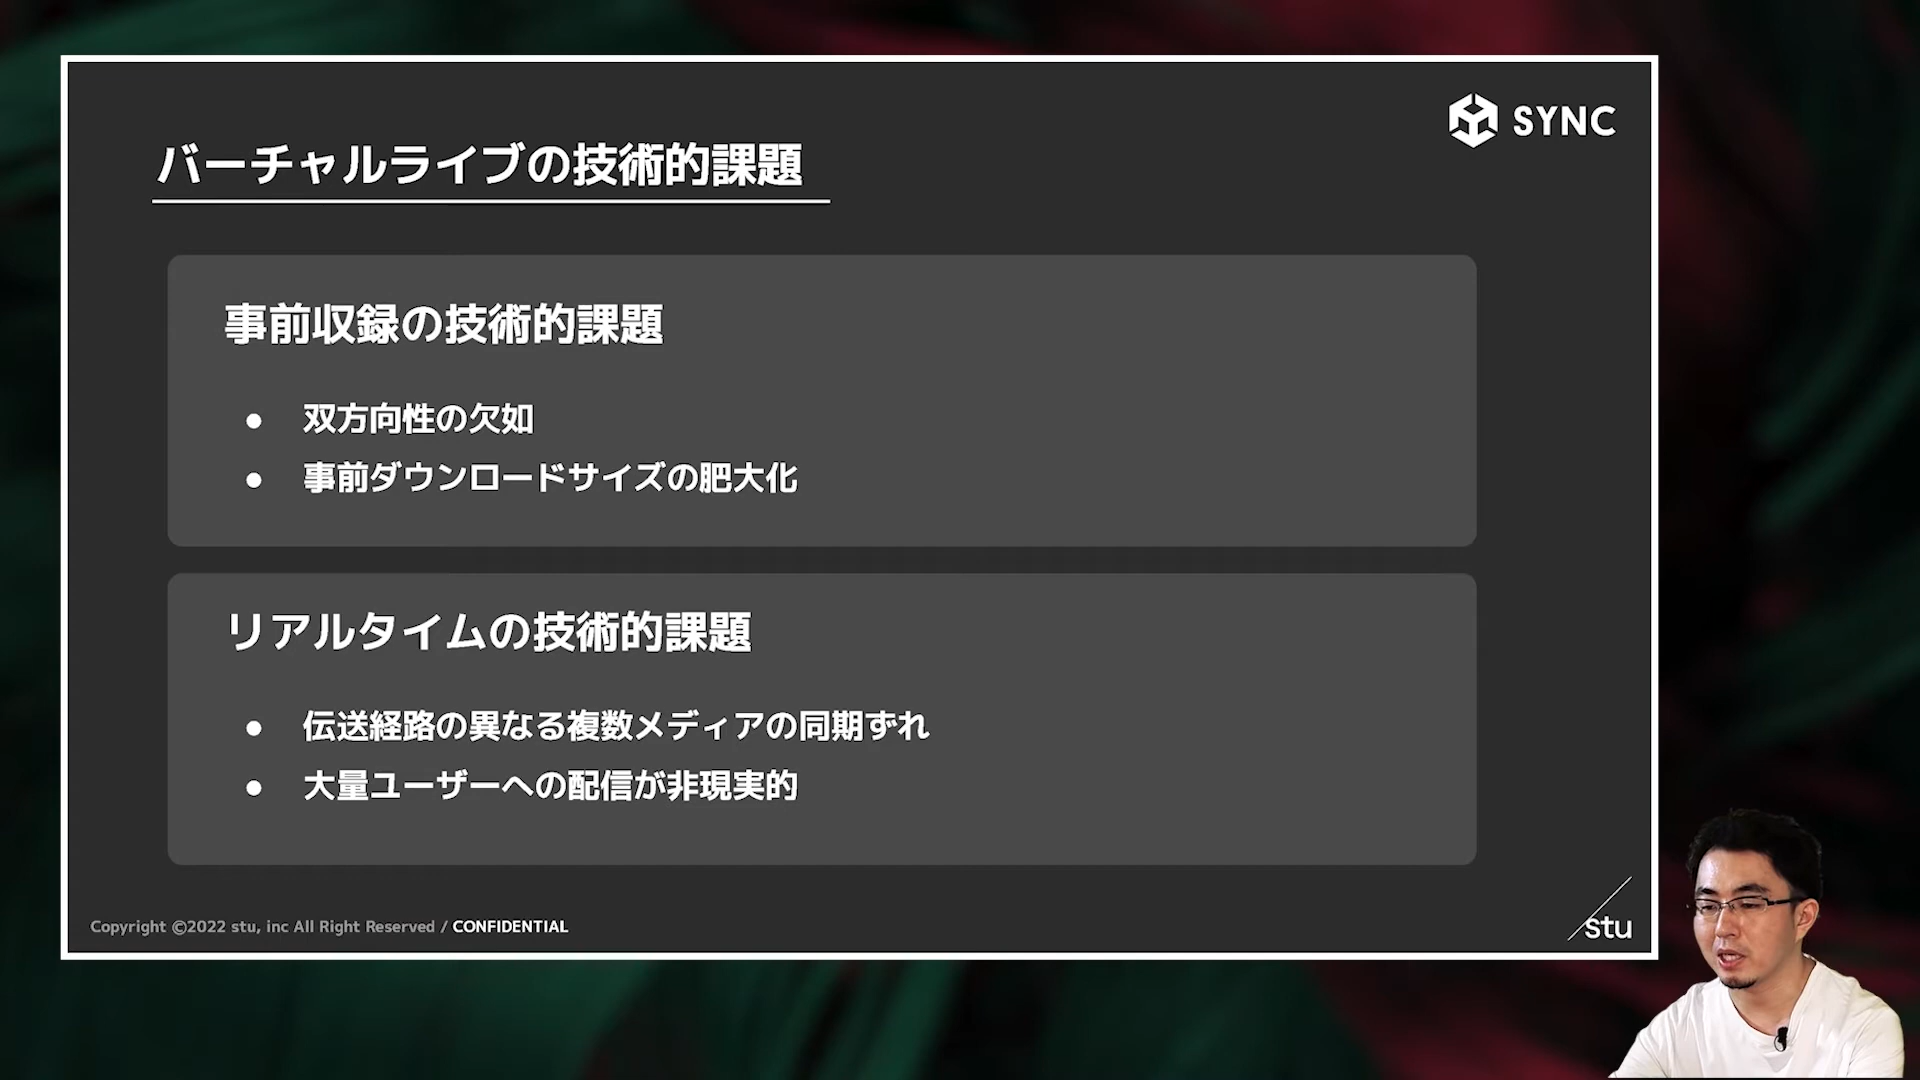 SYNC
バーチャルライブの技術的課題
事前収録の技術的課題
● 双方向性の欠如
● 事前ダウンロードサイズの肥大化
リアルタイムの技術的課題
● 伝送経路の異なる複数メディアの同期ずれ
● 大量ユーザーへの配信が非現実的
Copyright ©2022 stu, inc All Right Reserved / CONFIDENTIAL
stu